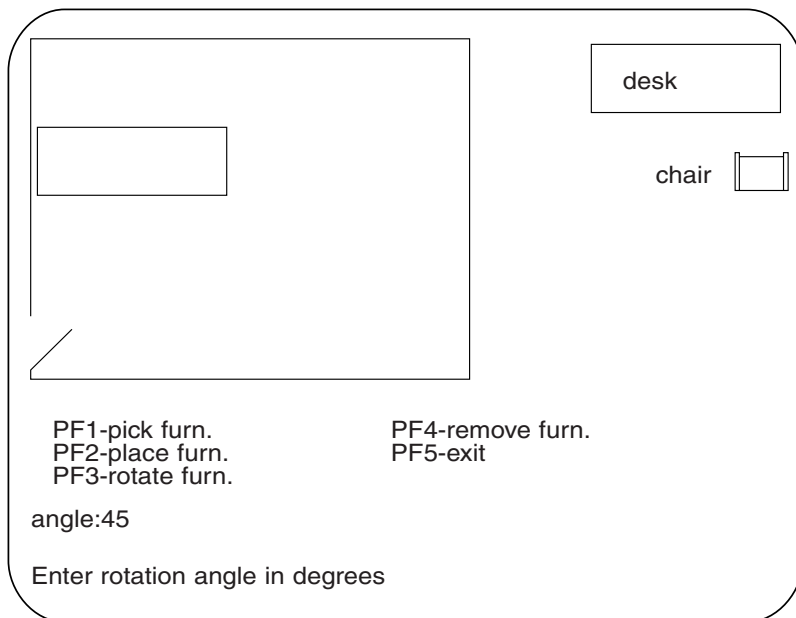 desk
chair
PF1-pick furn.
PF2-place furn.
PF3-rotate furn.
PF4-remove furn.
PF5-exit
angle:45
Enter rotation angle in degrees